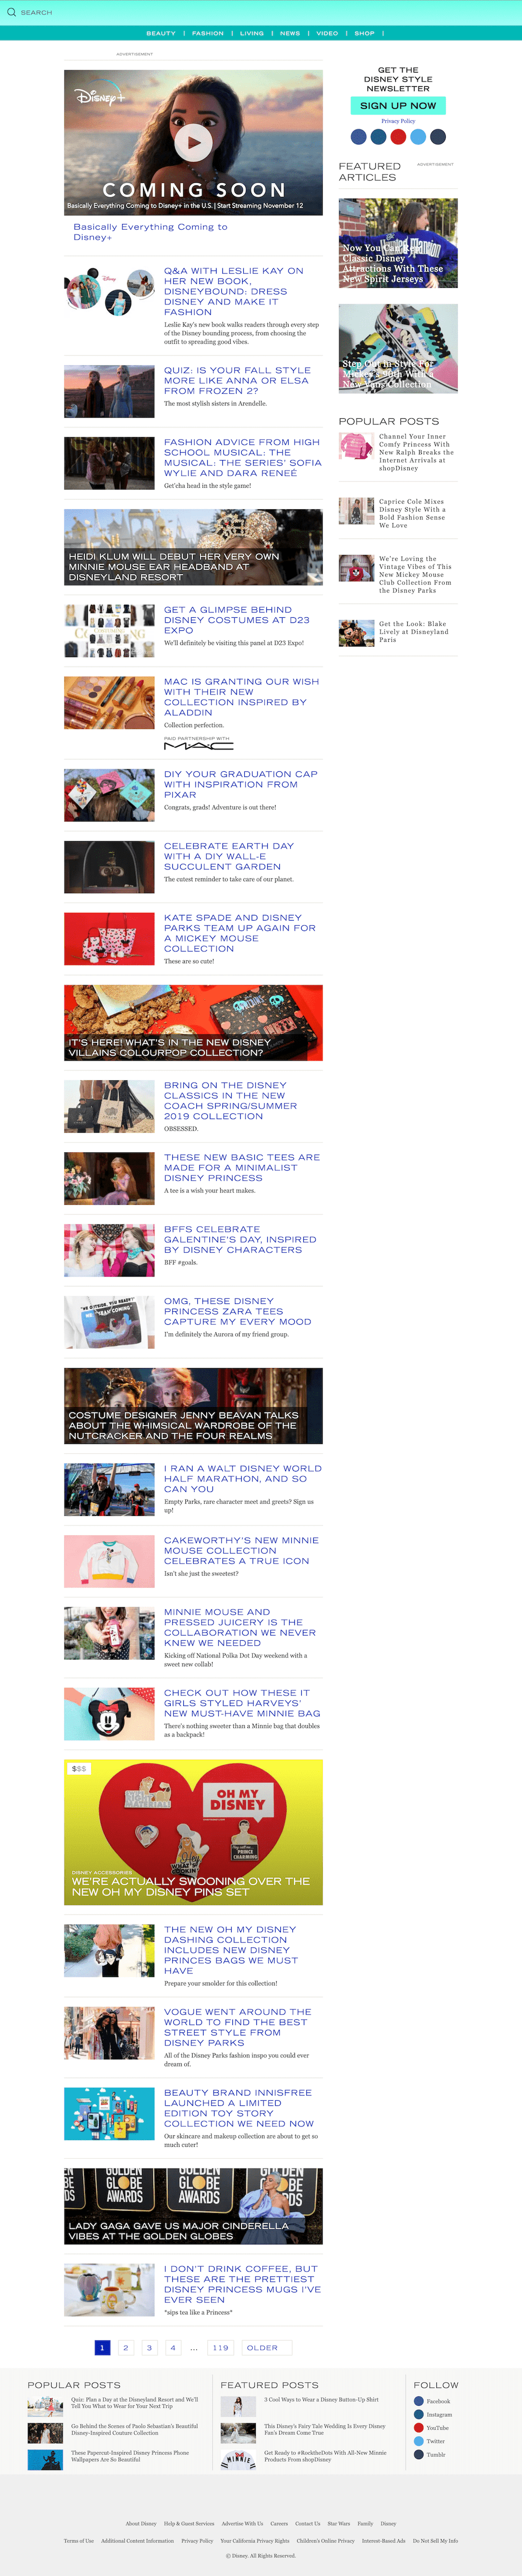 SEARCH
BEAUTY | FASHION | LIVING | NEWS | VIDEO | SHOP |
ADVERTISEMENT
Disney+
COMING SOON
Basically Everything Coming to Disney+ in the U.S. | Start Streaming November 12
Basically Everything Coming to
Disney+
Q&A WITH LESLIE KAY ON
HER NEW BOOK,
DISNEYBOUND: DRESS
DISNEY AND MAKE IT
FASHION
Leslie Kay's new book walks readers through every step
of the Disney bounding process, from choosing the
outfit to spreading good vibes.
QUIZ: IS YOUR FALL STYLE
MORE LIKE ANNA OR ELSA
FROM FROZEN 2?
The most stylish sisters in Arendelle.
FASHION ADVICE FROM HIGH
SCHOOL MUSICAL: THE
MUSICAL: THE SERIES' SOFIA
WYLIE AND DARA RENEÉ
Get'cha head in the style game!
HEIDI KLUM WILL DEBUT HER VERY OWN
MINNIE MOUSE EAR HEADBAND AT
DISNEYLAND RESORT
GET A GLIMPSE BEHIND
DISNEY COSTUMES AT D23
EXPO
We'll definitely be visiting this panel at D23 Expo!
MAC IS GRANTING OUR WISH
WITH THEIR NEW
COLLECTION INSPIRED BY
ALADDIN
Collection perfection.
PAID PARTNERSHIP WITH
MAC
DIY YOUR GRADUATION CAP
WITH INSPIRATION FROM
PIXAR
Congrats, grads! Adventure is out there!
CELEBRATE EARTH DAY
WITH A DIY WALL-E
SUCCULENT GARDEN
The cutest reminder to take care of our planet.
KATE SPADE AND DISNEY
PARKS TEAM UP AGAIN FOR
A MICKEY MOUSE
COLLECTION
These are so cute!
IT'S HERE! WHAT'S IN THE NEW DISNEY
VILLAINS COLOURPOP COLLECTION?
BRING ON THE DISNEY
CLASSICS IN THE NEW
COACH SPRING/SUMMER
2019 COLLECTION
OBSESSED.
THESE NEW BASIC TEES ARE
MADE FOR A MINIMALIST
DISNEY PRINCESS
A tee is a wish your heart makes.
BFFS CELEBRATE
GALENTINE'S DAY, INSPIRED
BY DISNEY CHARACTERS
BFF #goals.
OMG, THESE DISNEY
PRINCESS ZARA TEES
CAPTURE MY EVERY MOOD
I'm definitely the Aurora of my friend group.
COSTUME DESIGNER JENNY BEAVAN TALKS
ABOUT THE WHIMSICAL WARDROBE OF THE
NUTCRACKER AND THE FOUR REALMS
I RAN A WALT DISNEY WORLD
HALF MARATHON, AND SO
CAN YOU
Empty Parks, rare character meet and greets? Sign us
up!
CAKEWORTHY'S NEW MINNIE
MOUSE COLLECTION
CELEBRATES A TRUE ICON
Isn't she just the sweetest?
MINNIE MOUSE AND
PRESSED JUICERY IS THE
COLLABORATION WE NEVER
KNEW WE NEEDED
Kicking off National Polka Dot Day weekend with a
sweet new collab!
CHECK OUT HOW THESE IT
GIRLS STYLED HARVEYS'
NEW MUST-HAVE MINNIE BAG
There's nothing sweeter than a Minnie bag that doubles
as a backpack!
$$$
OH MY
DISNEY
PRINCE
CHARMING
DISNEY ACCESSORIES
WE'RE ACTUALLY SWOONING OVER THE
NEW OH MY DISNEY PINS SET
THE NEW OH MY DISNEY
DASHING COLLECTION
INCLUDES NEW DISNEY
PRINCES BAGS WE MUST
HAVE
Prepare your smolder for this collection!
VOGUE WENT AROUND THE
WORLD TO FIND THE BEST
STREET STYLE FROM
DISNEY PARKS
All of the Disney Parks fashion inspo you could ever
dream of.
BEAUTY BRAND INNISFREE
LAUNCHED A LIMITED
EDITION TOY STORY
COLLECTION WE NEED NOW
Our skincare and makeup collection are about to get so
much cuter!
GOLDEN
GLOBE
AWARDS
LADY GAGA GAVE US MAJOR CINDERELLA
VIBES AT THE GOLDEN GLOBES
I DON'T DRINK COFFEE, BUT
THESE ARE THE PRETTIEST
DISNEY PRINCESS MUGS I'VE
EVER SEEN
*sips tea like a Princess*
1 2 3 4 ... 119 OLDER
GET THE
DISNEY STYLE
NEWSLETTER
SIGN UP NOW
Privacy Policy
FEATURED
ARTICLES
ADVERTISEMENT
Now You Can Rep
Classic Disney
Attractions With These
New Spirit Jerseys
New Vans Collection
POPULAR POSTS
Channel Your Inner
Comfy Princess With
New Ralph Breaks the
Internet Arrivals at
shopDisney
Caprice Cole Mixes
Disney Style With a
Bold Fashion Sense
We Love
We're Loving the
Vintage Vibes of This
New Mickey Mouse
Club Collection From
the Disney Parks
Get the Look: Blake
Lively at Disneyland
Paris
POPULAR POSTS
Quiz: Plan a Day at the Disneyland Resort and We'll
Tell You What to Wear for Your Next Trip
Go Behind the Scenes of Paolo Sebastian's Beautiful
Disney-Inspired Couture Collection
These Papercut-Inspired Disney Princess Phone
Wallpapers Are So Beautiful
FEATURED POSTS
3 Cool Ways to Wear a Disney Button-Up Shirt
This Disney's Fairy Tale Wedding Is Every Disney
Fan's Dream Come True
MINNIE
Get Ready to #RocktheDots With All-New Minnie
Products From shopDisney
FOLLOW
Facebook
Instagram
YouTube
Twitter
Tumblr
About Disney Help & Guest Services Advertise With Us Careers Contact Us Star Wars Family Disney
Terms of Use Additional Content Information Privacy Policy Your California Privacy Rights Children's Online Privacy Interest-Based Ads Do Not Sell My Info
© Disney. All Rights Reserved.